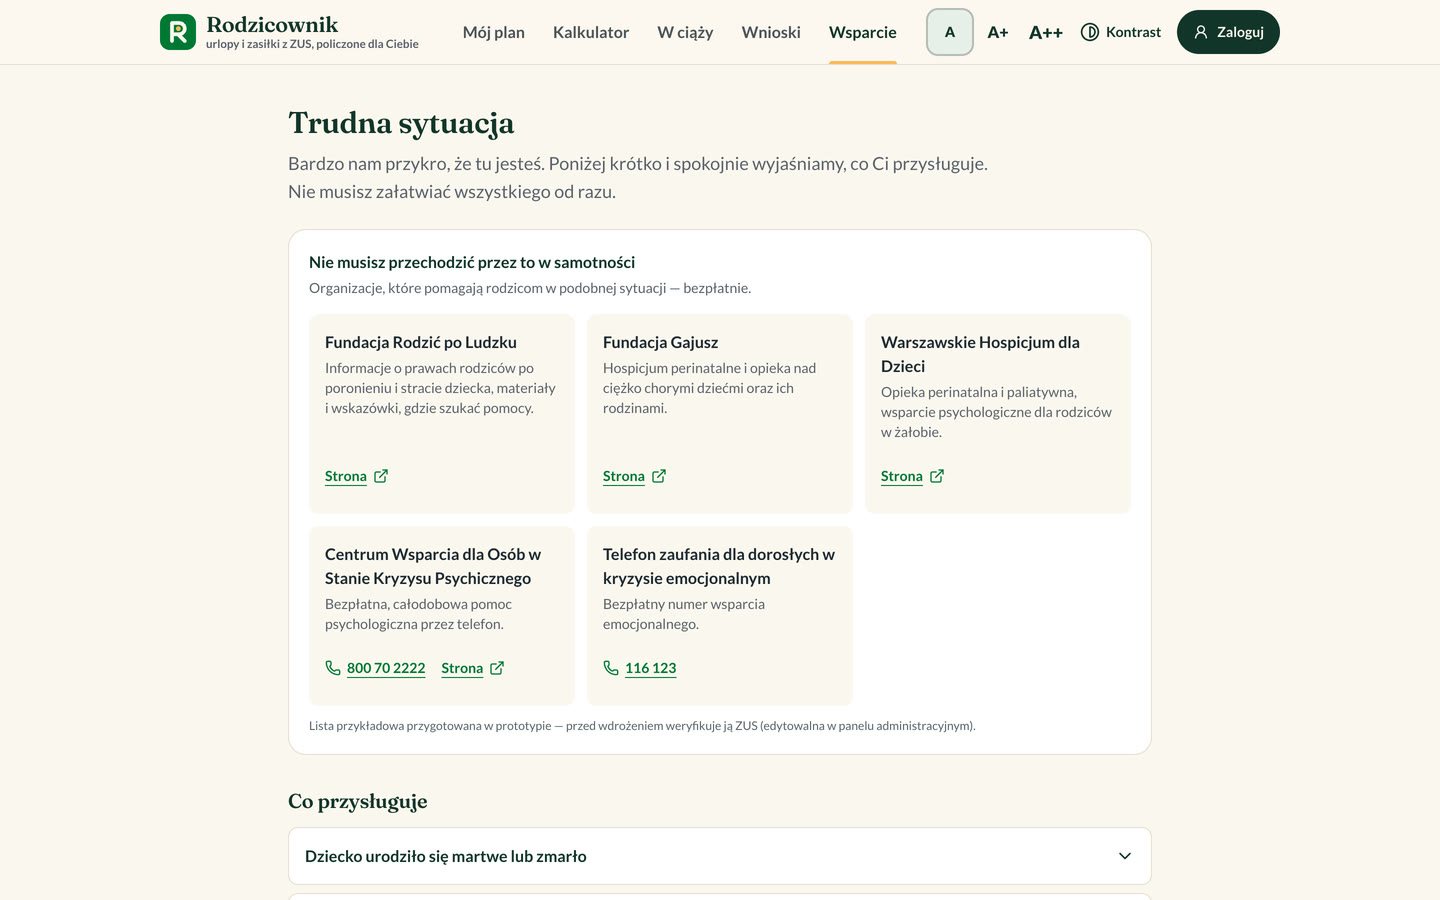 Rodzicownik
urlopy i zasiłki z ZUS, policzone dla Ciebie
Mój plan
Kalkulator
W ciąży
Wnioski
Wsparcie
A
A+
A++
Kontrast
Zaloguj
Trudna sytuacja
Bardzo nam przykro, że tu jesteś. Poniżej krótko i spokojnie wyjaśniamy, co Ci przysługuje.
Nie musisz załatwiać wszystkiego od razu.
Nie musisz przechodzić przez to w samotności
Organizacje, które pomagają rodzicom w podobnej sytuacji — bezpłatnie.
Fundacja Rodzić po Ludzku
Informacje o prawach rodziców po
poronieniu i stracie dziecka, materiały
i wskazówki, gdzie szukać pomocy.
Strona
Fundacja Gajusz
Hospicjum perinatalne i opieka nad
ciężko chorymi dziećmi oraz ich
rodzinami.
Strona
Warszawskie Hospicjum dla
Dzieci
Opieka perinatalna i paliatywna,
wsparcie psychologiczne dla rodziców
w żałobie.
Strona
Centrum Wsparcia dla Osób w
Stanie Kryzysu Psychicznego
Bezpłatna, całodobowa pomoc
psychologiczna przez telefon.
800 70 2222 Strona
Telefon zaufania dla dorosłych w
kryzysie emocjonalnym
Bezpłatny numer wsparcia
emocjonalnego.
116 123
Lista przykładowa przygotowana w prototypie — przed wdrożeniem weryfikuje ją ZUS (edytowalna w panelu administracyjnym).
Co przysługuje
Dziecko urodziło się martwe lub zmarło